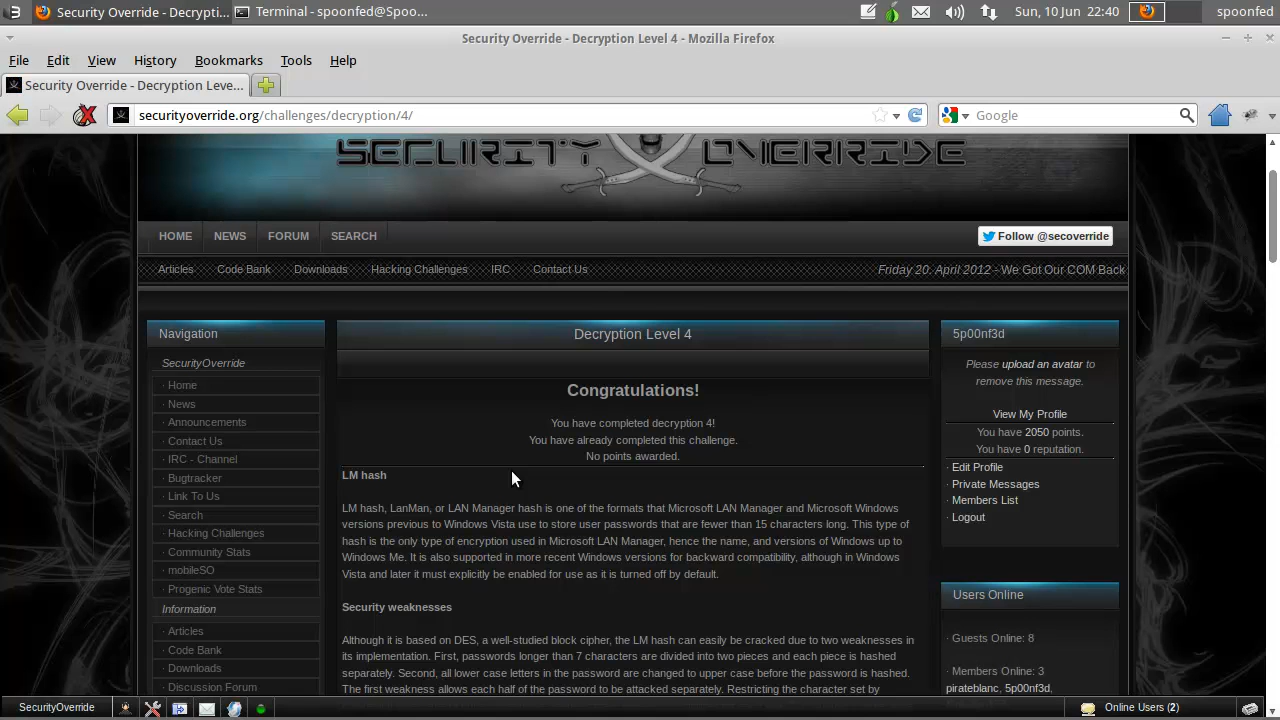 Security Override - Decrypti...
Terminal - spoonfed@Spoo...
Sun, 10 Jun 22:40
spoonfed
Security Override - Decryption Level 4 - Mozilla Firefox
File Edit View History Bookmarks Tools Help
Security Override - Decryption Leve...
securityoverride.org/challenges/decryption/4/
Google
SECURITY OVERRIDE
HOME NEWS FORUM SEARCH
Follow @secoverride
Articles Code Bank Downloads Hacking Challenges IRC Contact Us
Friday 20. April 2012 - We Got Our COM Back
Navigation
SecurityOverride
· Home
· News
· Announcements
· Contact Us
· IRC - Channel
· Bugtracker
· Link To Us
· Search
· Hacking Challenges
· Community Stats
· mobileSO
· Progenic Vote Stats
Information
· Articles
· Code Bank
· Downloads
· Discussion Forum
Decryption Level 4
Congratulations!
You have completed decryption 4!
You have already completed this challenge.
No points awarded.
LM hash
LM hash, LanMan, or LAN Manager hash is one of the formats that Microsoft LAN Manager and Microsoft Windows
versions previous to Windows Vista use to store user passwords that are fewer than 15 characters long. This type of
hash is the only type of encryption used in Microsoft LAN Manager, hence the name, and versions of Windows up to
Windows Me. It is also supported in more recent Windows versions for backward compatibility, although in Windows
Vista and later it must explicitly be enabled for use as it is turned off by default.
Security weaknesses
Although it is based on DES, a well-studied block cipher, the LM hash can easily be cracked due to two weaknesses in
its implementation. First, passwords longer than 7 characters are divided into two pieces and each piece is hashed
separately. Second, all lower case letters in the password are changed to upper case before the password is hashed.
The first weakness allows each half of the password to be attacked separately. Restricting the character set by
5p00nf3d
Please upload an avatar to
remove this message.
View My Profile
You have 2050 points.
You have 0 reputation.
· Edit Profile
· Private Messages
· Members List
· Logout
Users Online
· Guests Online: 8
· Members Online: 3
pirateblanc, 5p00nf3d,
SecurityOverride
Online Users (2)